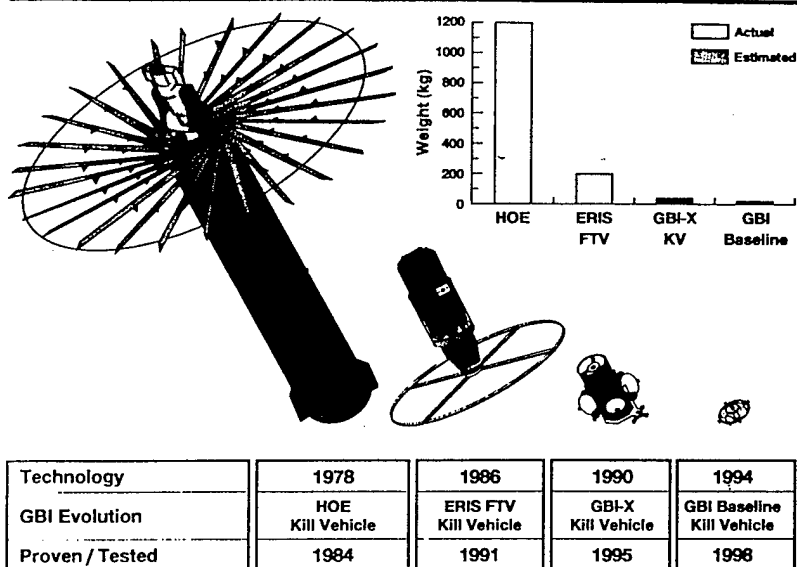 1200
1000
800
600
400
200
0
Weight (kg)
Actual
Estimated
HOE
ERIS
FTV
GBI-X
KV
GBI
Baseline
Technology 1978 1986 1990 1994
GBI Evolution HOE Kill Vehicle ERIS FTV Kill Vehicle GBI-X Kill Vehicle GBI Baseline Kill Vehicle
Proven / Tested 1984 1991 1995 1998